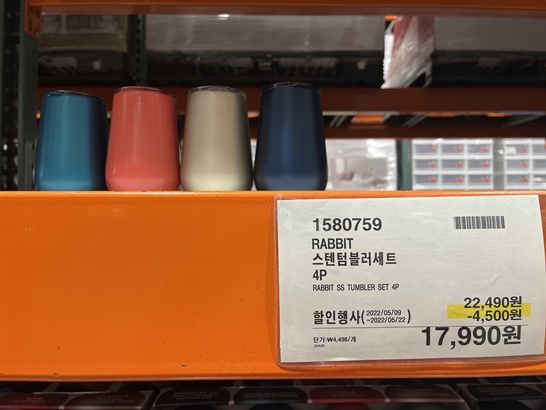 1580759
RABBIT
스텐텀블러세트
4P
RABBIT SS TUMBLER SET 4P
22,490원
할인행사(2022/05/09 -4,500원
~2022/05/22)
17,990원
단가:₩4,498/개